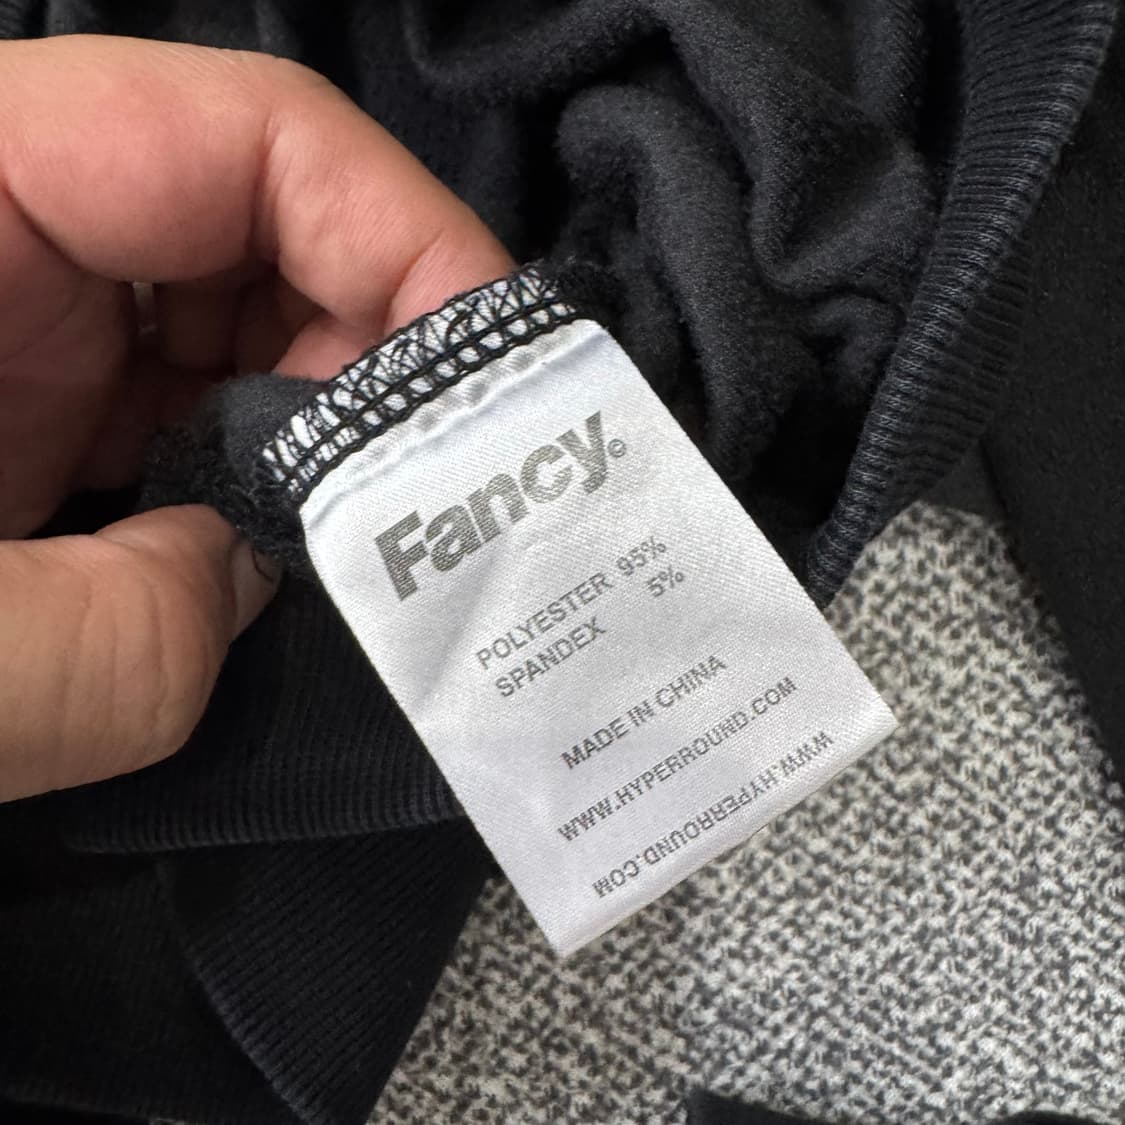 Fancy©
POLYESTER 95%
SPANDEX 5%
MADE IN CHINA
WWW.HYPERROUND.COM
WWW.HYPERROUND.COM